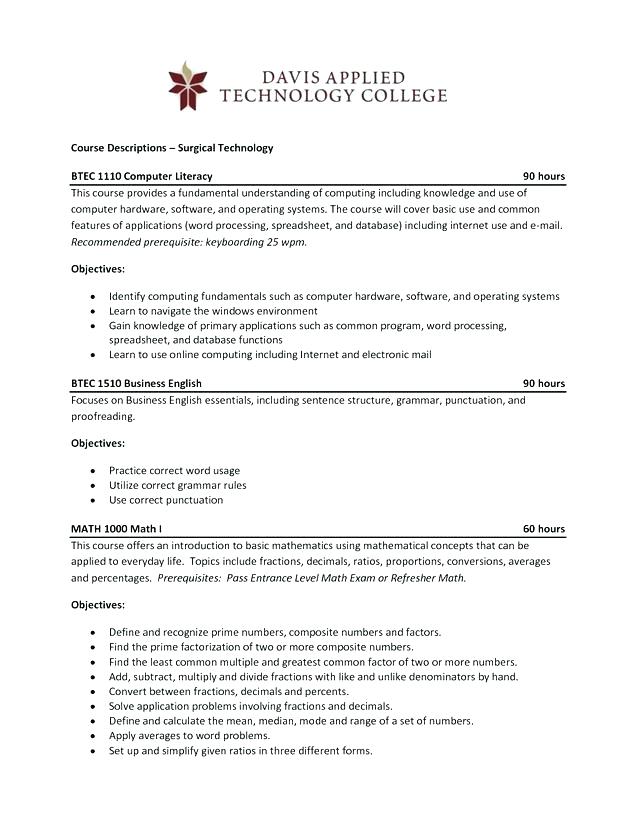 DAVIS APPLIED
TECHNOLOGY COLLEGE
Course Descriptions – Surgical Technology
BTEC 1110 Computer Literacy 90 hours
This course provides a fundamental understanding of computing including knowledge and use of
computer hardware, software, and operating systems. The course will cover basic use and common
features of applications (word processing, spreadsheet, and database) including internet use and e-mail.
Recommended prerequisite: keyboarding 25 wpm.
Objectives:
• Identify computing fundamentals such as computer hardware, software, and operating systems
• Learn to navigate the windows environment
• Gain knowledge of primary applications such as common program, word processing,
spreadsheet, and database functions
• Learn to use online computing including Internet and electronic mail
BTEC 1510 Business English 90 hours
Focuses on Business English essentials, including sentence structure, grammar, punctuation, and
proofreading.
Objectives:
• Practice correct word usage
• Utilize correct grammar rules
• Use correct punctuation
MATH 1000 Math I 60 hours
This course offers an introduction to basic mathematics using mathematical concepts that can be
applied to everyday life. Topics include fractions, decimals, ratios, proportions, conversions, averages
and percentages. Prerequisites: Pass Entrance Level Math Exam or Refresher Math.
Objectives:
• Define and recognize prime numbers, composite numbers and factors.
• Find the prime factorization of two or more composite numbers.
• Find the least common multiple and greatest common factor of two or more numbers.
• Add, subtract, multiply and divide fractions with like and unlike denominators by hand.
• Convert between fractions, decimals and percents.
• Solve application problems involving fractions and decimals.
• Define and calculate the mean, median, mode and range of a set of numbers.
• Apply averages to word problems.
• Set up and simplify given ratios in three different forms.